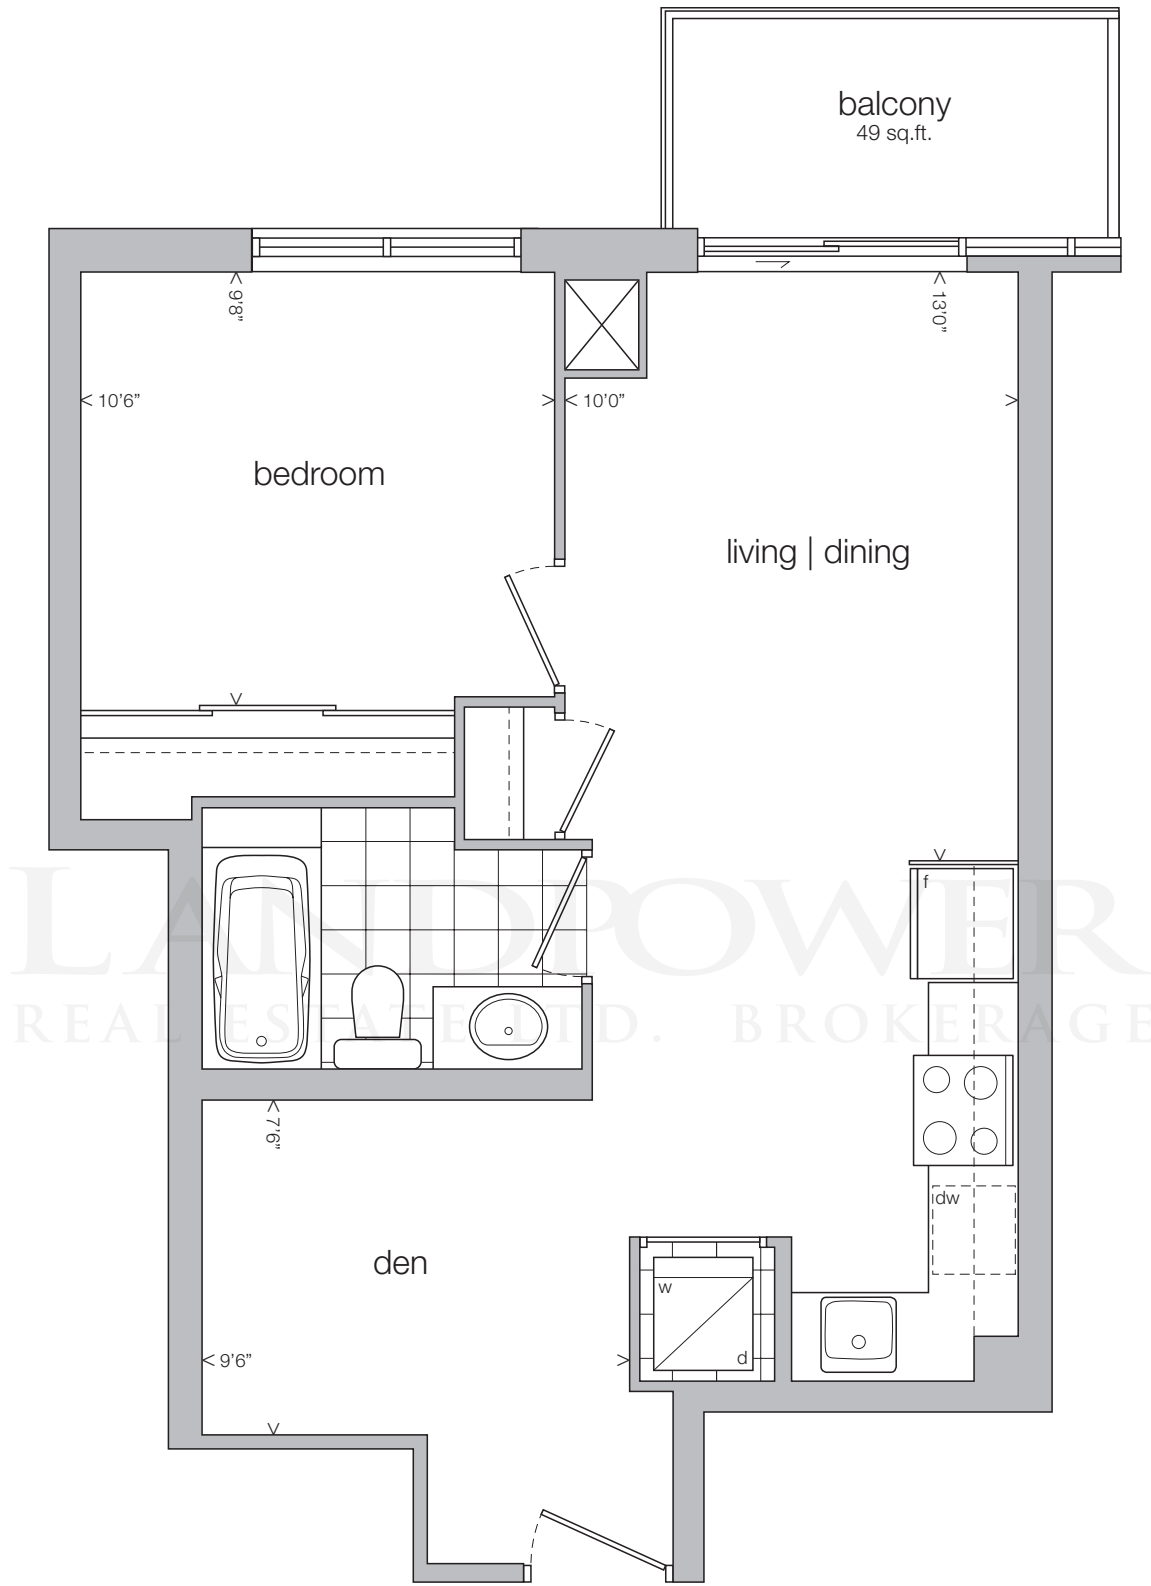 balcony
49 sq.ft.
9'8"
13'0"
10'6"
10'0"
bedroom
living | dining
f
LANDPOWER
REAL ESTATE LTD. BROKERAGE
7'6"
dw
den
w
d
9'6"